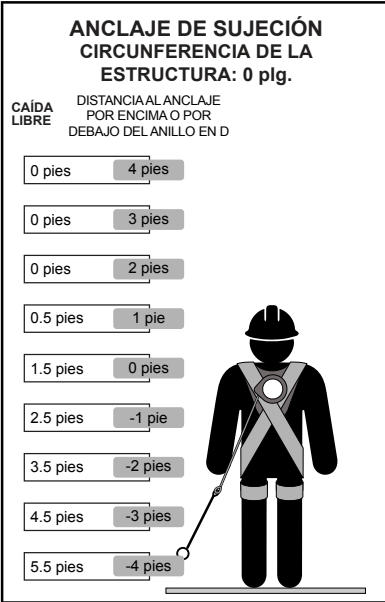 ANCLAJE DE SUJECIÓN
CIRCUNFERENCIA DE LA
ESTRUCTURA: 0 plg.
CAÍDA
LIBRE
DISTANCIA AL ANCLAJE
POR ENCIMA O POR
DEBAJO DEL ANILLO EN D
0 pies 4 pies
0 pies 3 pies
0 pies 2 pies
0.5 pies 1 pie
1.5 pies 0 pies
2.5 pies -1 pie
3.5 pies -2 pies
4.5 pies -3 pies
5.5 pies -4 pies